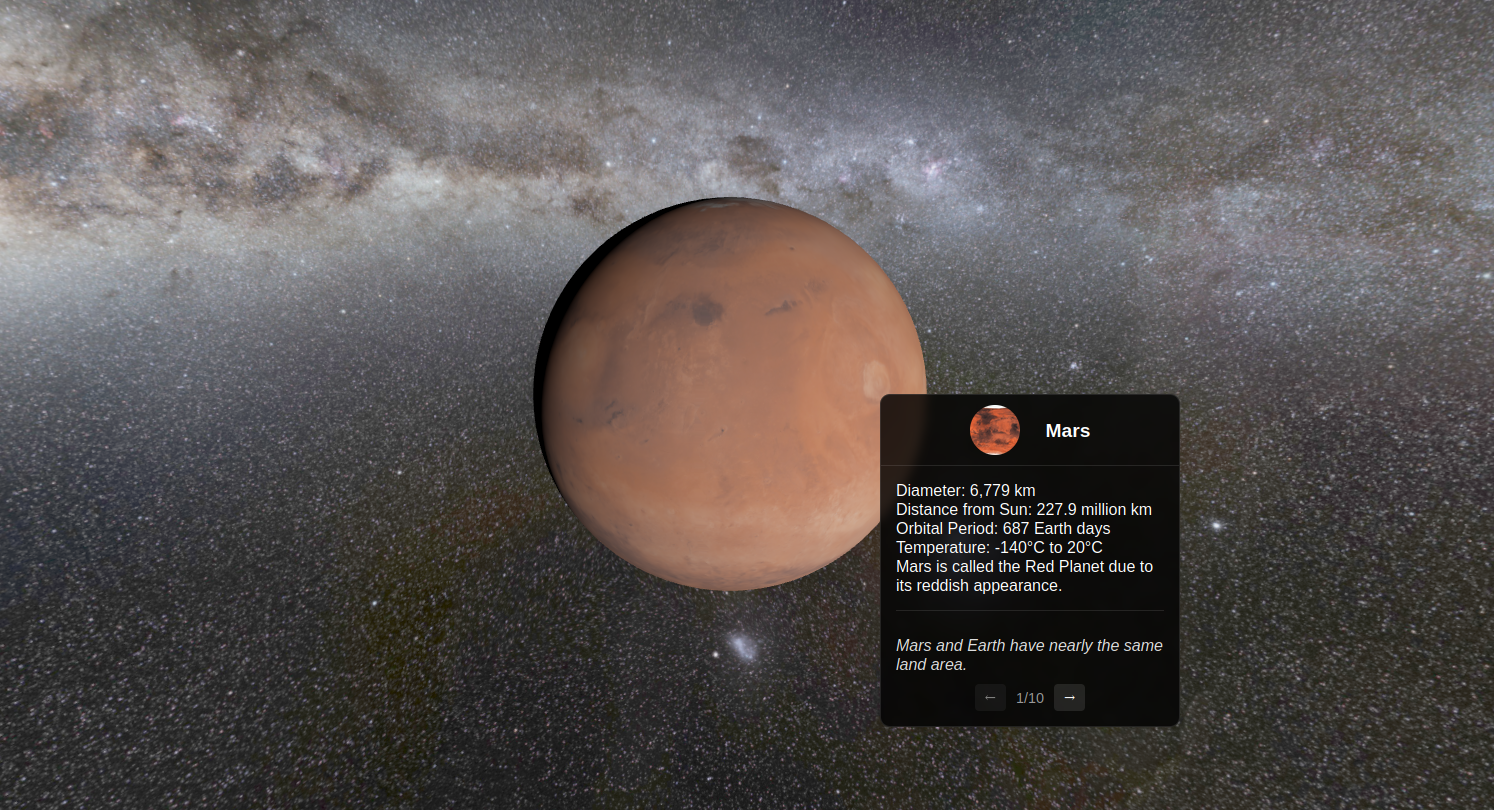 Mars
Diameter: 6,779 km
Distance from Sun: 227.9 million km
Orbital Period: 687 Earth days
Temperature: -140°C to 20°C
Mars is called the Red Planet due to
its reddish appearance.
Mars and Earth have nearly the same
land area.
← 1/10 →